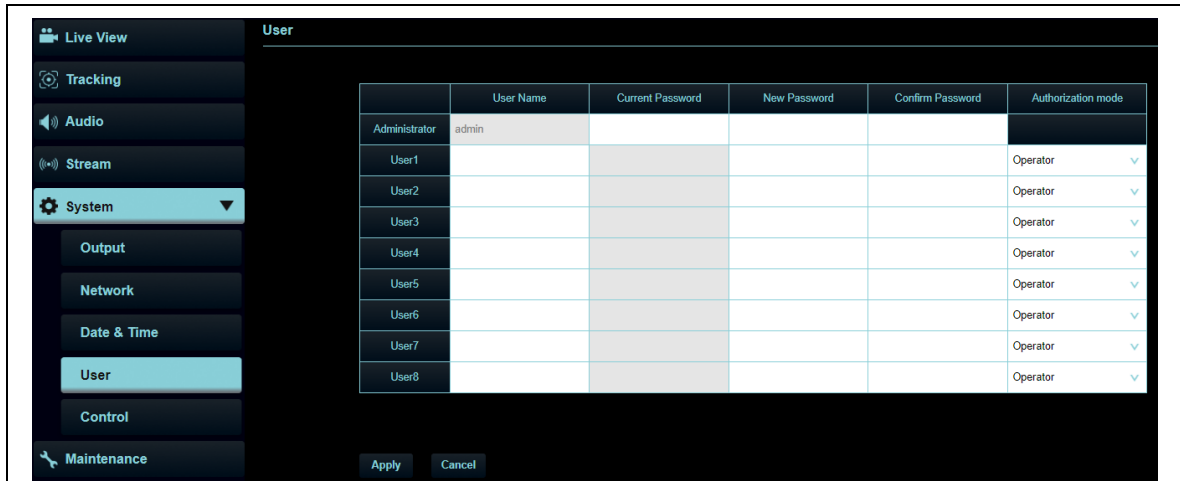 Live View
Tracking
Audio
Stream
System
Output
Network
Date & Time
User
Control
Maintenance
User
User Name Current Password New Password Confirm Password Authorization mode
Administrator admin
User1 Operator
User2 Operator
User3 Operator
User4 Operator
User5 Operator
User6 Operator
User7 Operator
User8 Operator
Apply Cancel